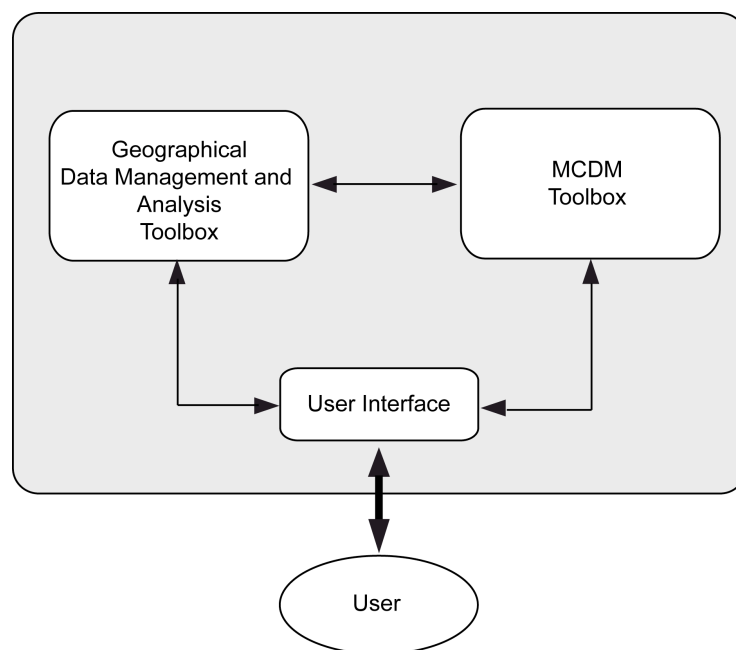 Geographical
Data Management and
Analysis
Toolbox
MCDM
Toolbox
User Interface
User